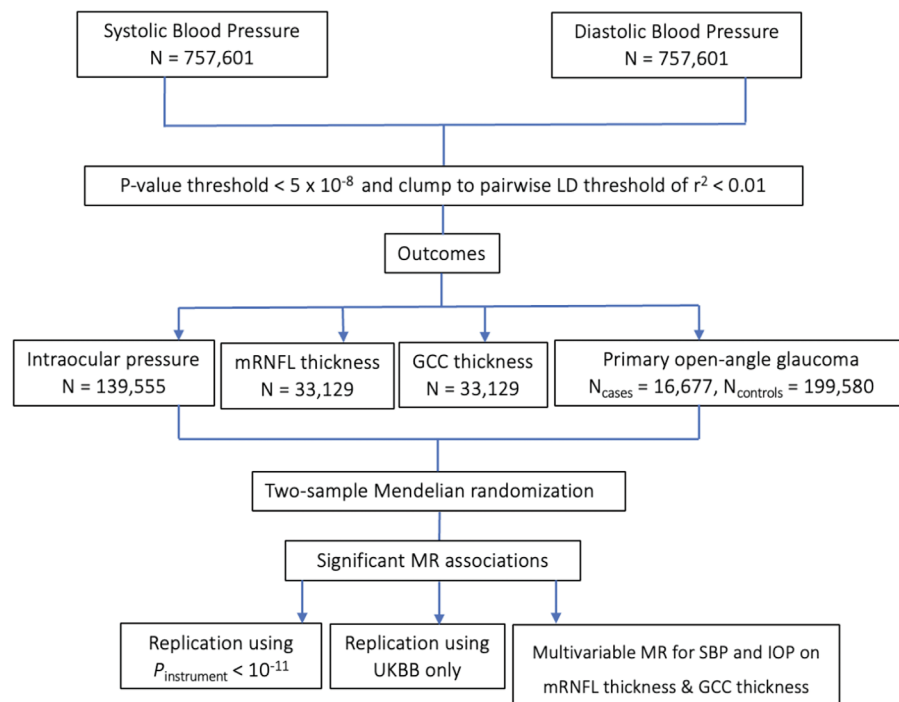 Systolic Blood Pressure
N = 757,601
Diastolic Blood Pressure
N = 757,601
P-value threshold < 5 x 10⁻⁸ and clump to pairwise LD threshold of r² < 0.01
Outcomes
Intraocular pressure
N = 139,555
mRNFL thickness
N = 33,129
GCC thickness
N = 33,129
Primary open-angle glaucoma
N_cases = 16,677, N_controls = 199,580
Two-sample Mendelian randomization
Significant MR associations
Replication using
P_instrument < 10⁻¹¹
Replication using
UKBB only
Multivariable MR for SBP and IOP on
mRNFL thickness & GCC thickness